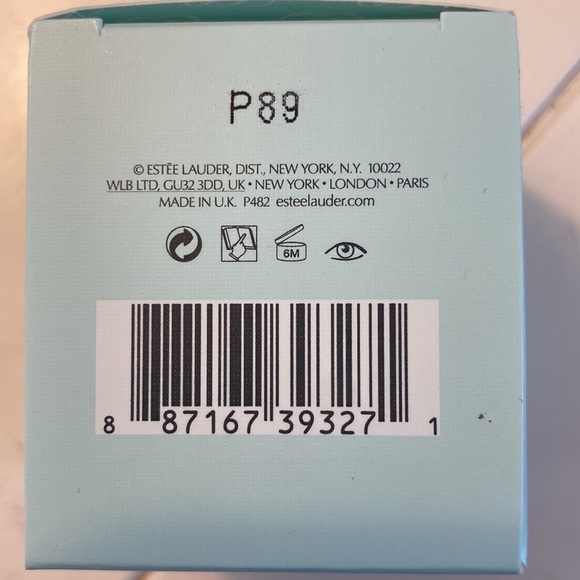 P89
© ESTĒE LAUDER, DIST., NEW YORK, N.Y. 10022
WLB LTD, GU32 3DD, UK • NEW YORK • LONDON • PARIS
MADE IN U.K. P482 esteelauder.com
6M
8 87167 39327 1